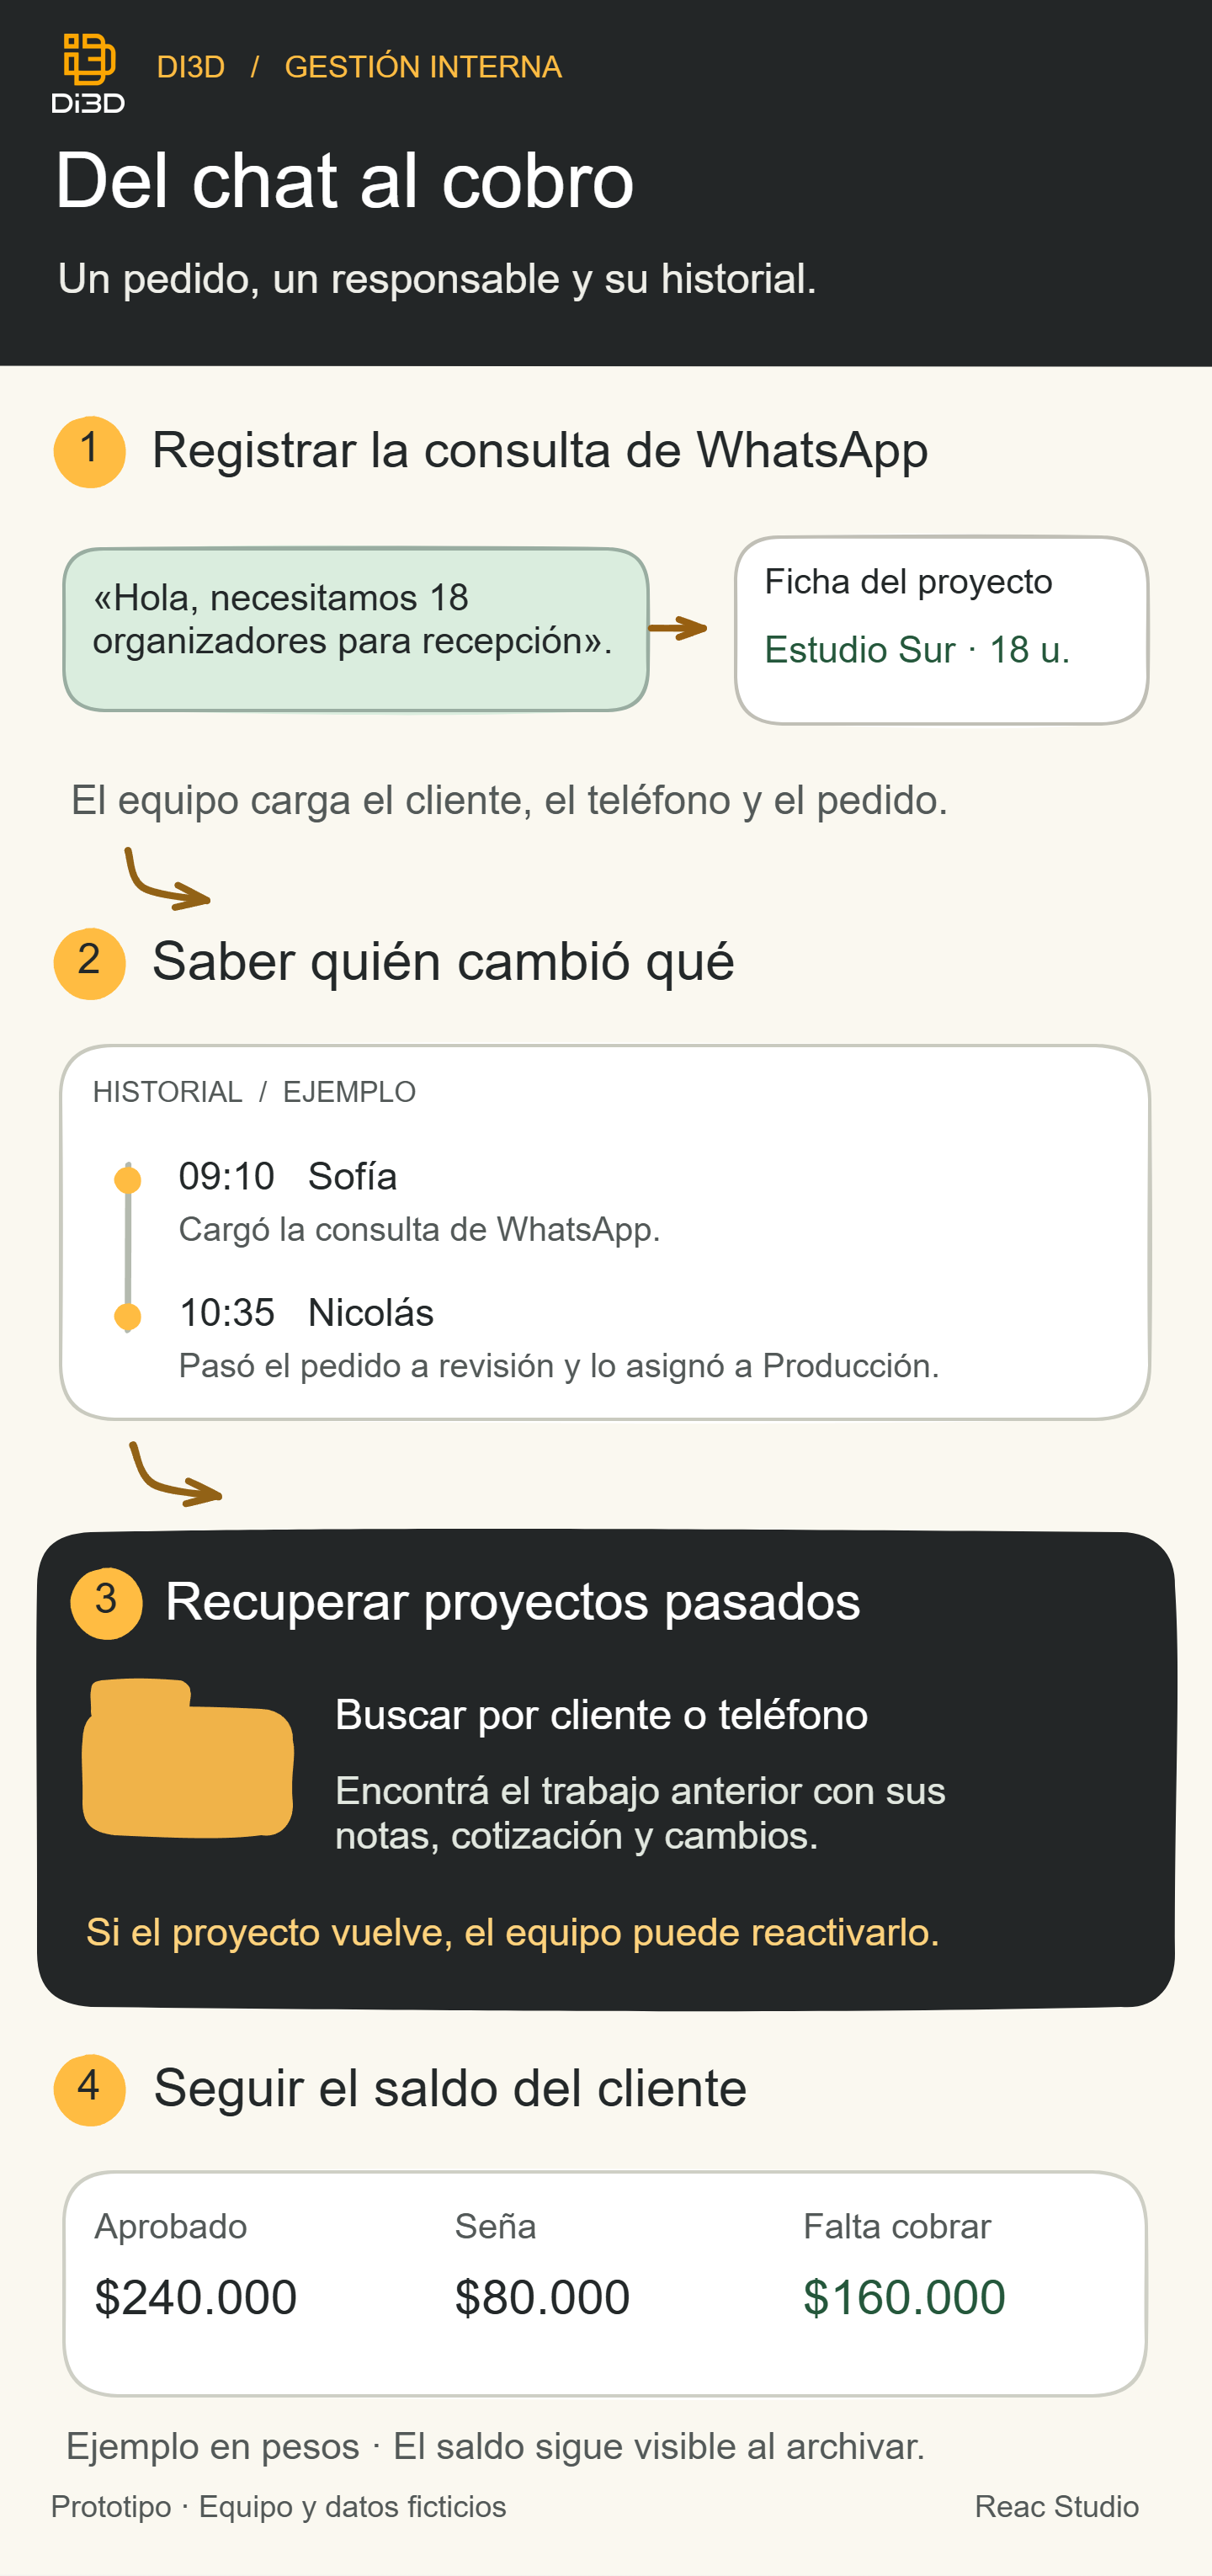 Di3D
DI3D / GESTIÓN INTERNA
Del chat al cobro
Un pedido, un responsable y su historial.
1 Registrar la consulta de WhatsApp
«Hola, necesitamos 18
organizadores para recepción».
Ficha del proyecto
Estudio Sur · 18 u.
El equipo carga el cliente, el teléfono y el pedido.
2 Saber quién cambió qué
HISTORIAL / EJEMPLO
09:10 Sofía
Cargó la consulta de WhatsApp.
10:35 Nicolás
Pasó el pedido a revisión y lo asignó a Producción.
3 Recuperar proyectos pasados
Buscar por cliente o teléfono
Encontrá el trabajo anterior con sus
notas, cotización y cambios.
Si el proyecto vuelve, el equipo puede reactivarlo.
4 Seguir el saldo del cliente
Aprobado Seña Falta cobrar
$240.000 $80.000 $160.000
Ejemplo en pesos · El saldo sigue visible al archivar.
Prototipo · Equipo y datos ficticios Reac Studio